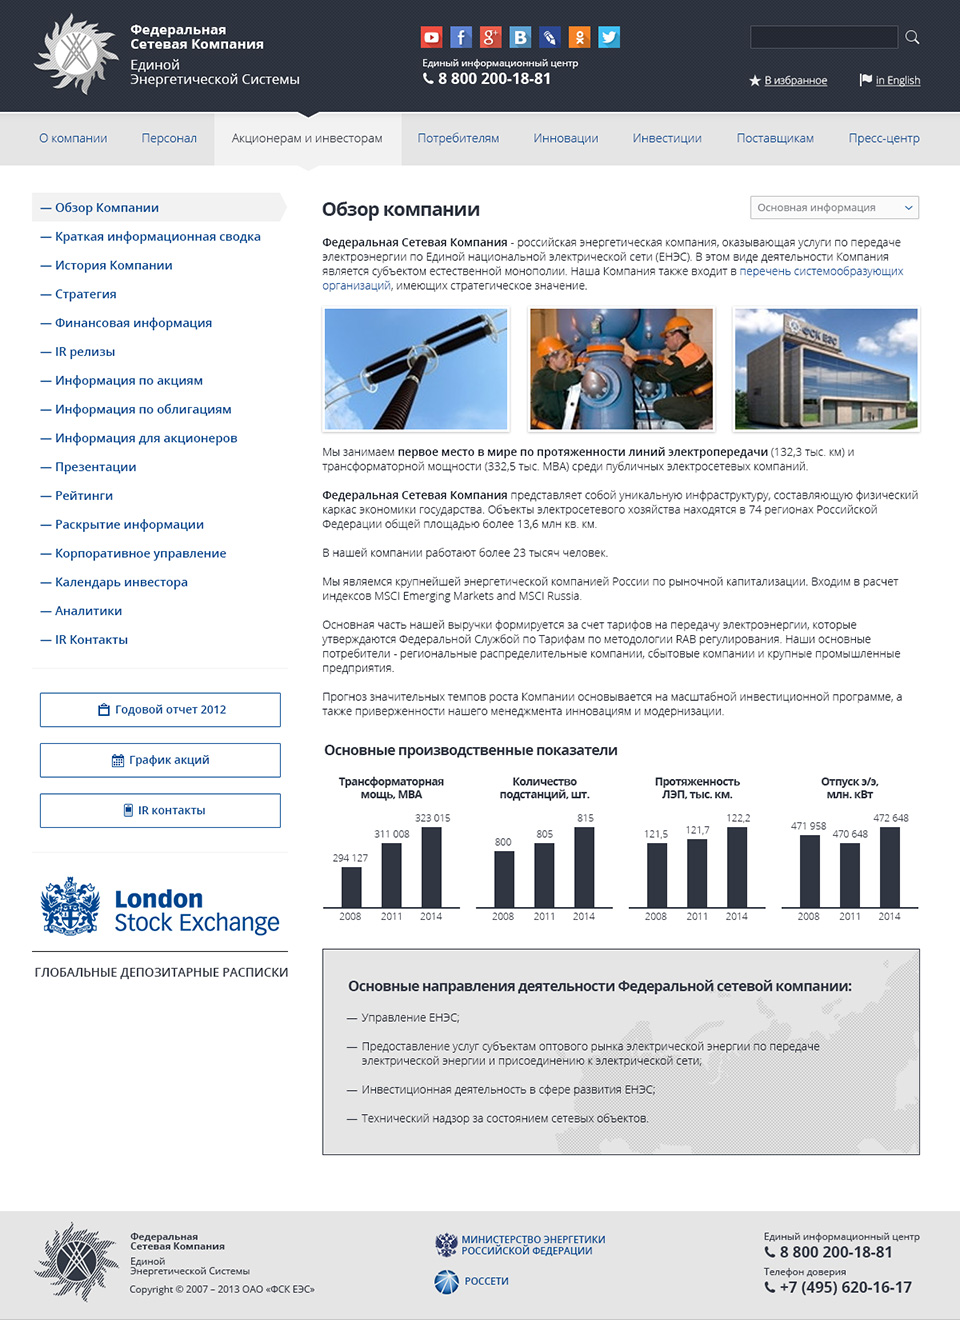 Федеральная
Сетевая Компания
Единой
Энергетической Системы
Единый информационный центр
8 800 200-18-81
В избранное
in English
О компании
Персонал
Акционерам и инвесторам
Потребителям
Инновации
Инвестиции
Поставщикам
Пресс-центр
— Обзор Компании
— Краткая информационная сводка
— История Компании
— Стратегия
— Финансовая информация
— IR релизы
— Информация по акциям
— Информация по облигациям
— Информация для акционеров
— Презентации
— Рейтинги
— Раскрытие информации
— Корпоративное управление
— Календарь инвестора
— Аналитики
— IR Контакты
Годовой отчет 2012
График акций
IR контакты
London
Stock Exchange
ГЛОБАЛЬНЫЕ ДЕПОЗИТАРНЫЕ РАСПИСКИ
Обзор компании
Основная информация
Федеральная Сетевая Компания - российская энергетическая компания, оказывающая услуги по передаче
электроэнергии по Единой национальной электрической сети (ЕНЭС). В этом виде деятельности Компания
является субъектом естественной монополии. Наша Компания также входит в перечень системообразующих
организаций, имеющих стратегическое значение.
ФСК ЕЭС
Мы занимаем первое место в мире по протяженности линий электропередачи (132,3 тыс. км) и
трансформаторной мощности (332,5 тыс. МВА) среди публичных электросетевых компаний.
Федеральная Сетевая Компания представляет собой уникальную инфраструктуру, составляющую физический
каркас экономики государства. Объекты электросетевого хозяйства находятся в 74 регионах Российской
Федерации общей площадью более 13,6 млн кв. км.
В нашей компании работают более 23 тысяч человек.
Мы являемся крупнейшей энергетической компанией России по рыночной капитализации. Входим в расчет
индексов MSCI Emerging Markets and MSCI Russia.
Основная часть нашей выручки формируется за счет тарифов на передачу электроэнергии, которые
утверждаются Федеральной Службой по Тарифам по методологии RAB регулирования. Наши основные
потребители - региональные распределительные компании, сбытовые компании и крупные промышленные
предприятия.
Прогноз значительных темпов роста Компании основывается на масштабной инвестиционной программе, а
также приверженности нашего менеджмента инновациям и модернизации.
Основные производственные показатели
Трансформаторная
мощь, МВА
294 127
311 008
323 015
2008
2011
2014
Количество
подстанций, шт.
800
805
815
2008
2011
2014
Протяженность
ЛЭП, тыс. км.
121,5
121,7
122,2
2008
2011
2014
Отпуск э/э,
млн. кВт
471 958
470 648
472 648
2008
2011
2014
Основные направления деятельности Федеральной сетевой компании:
— Управление ЕНЭС;
— Предоставление услуг субъектам оптового рынка электрической энергии по передаче
электрической энергии и присоединению к электрической сети;
— Инвестиционная деятельность в сфере развития ЕНЭС;
— Технический надзор за состоянием сетевых объектов.
Федеральная
Сетевая Компания
Единой
Энергетической Системы
Copyright © 2007 – 2013 ОАО «ФСК ЕЭС»
МИНИСТЕРСТВО ЭНЕРГЕТИКИ
РОССИЙСКОЙ ФЕДЕРАЦИИ
РОССЕТИ
Единый информационный центр
8 800 200-18-81
Телефон доверия
+7 (495) 620-16-17